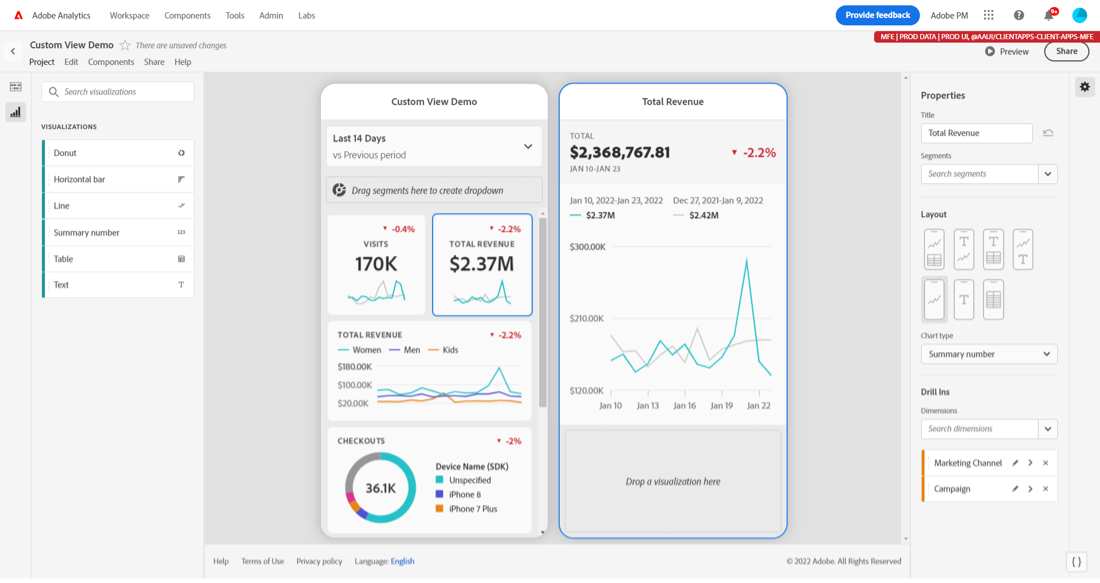 Adobe Analytics Workspace Components Tools Admin Labs Provide feedback Adobe PM 9+
MFE | PROD DATA | PROD UI, @AAUI/CLIENTAPPS-CLIENT-APPS-MFE
Custom View Demo There are unsaved changes
Project Edit Components Share Help
Preview Share
Search visualizations
VISUALIZATIONS
Donut
Horizontal bar
Line
Summary number 123
Table
Text T
Custom View Demo
Last 14 Days
vs Previous period
Drag segments here to create dropdown
-0.4%
VISITS
170K
-2.2%
TOTAL REVENUE
$2.37M
TOTAL REVENUE -2.2%
Women Men Kids
$180.00K
$100.00K
$20.00K
CHECKOUTS -2%
36.1K
Device Name (SDK)
Unspecified
iPhone 8
iPhone 7 Plus
Total Revenue
TOTAL
$2,368,767.81 -2.2%
JAN 10-JAN 23
Jan 10, 2022-Jan 23, 2022 Dec 27, 2021-Jan 9, 2022
$2.37M $2.42M
$300.00K
$210.00K
$120.00K
Jan 10 Jan 13 Jan 16 Jan 19 Jan 22
Drop a visualization here
Properties
Title
Total Revenue
Segments
Search segments
Layout
T T T
T
Chart type
Summary number
Drill Ins
Dimensions
Search dimensions
Marketing Channel
Campaign
Help Terms of Use Privacy policy Language: English © 2022 Adobe. All Rights Reserved